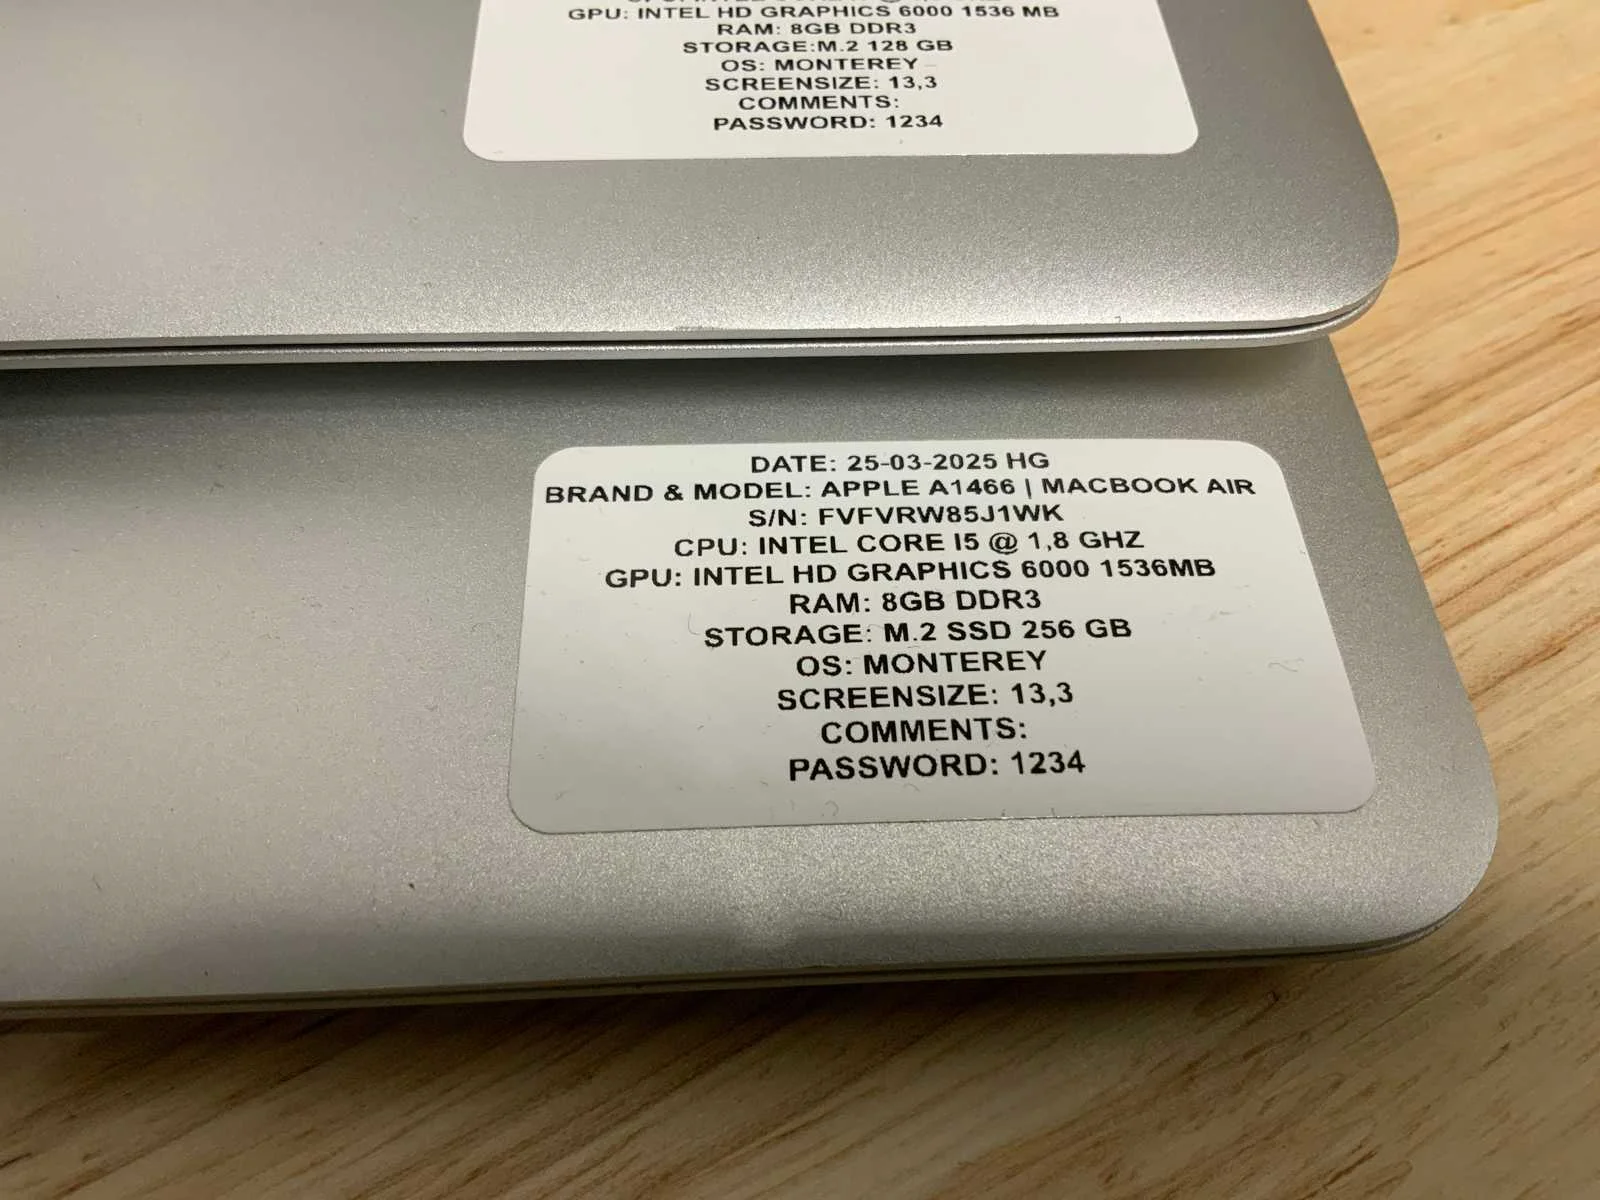 GPU: INTEL HD GRAPHICS 6000 1536 MB
RAM: 8GB DDR3
STORAGE:M.2 128 GB
OS: MONTEREY
SCREENSIZE: 13,3
COMMENTS:
PASSWORD: 1234
DATE: 25-03-2025 HG
BRAND & MODEL: APPLE A1466 | MACBOOK AIR
S/N: FVFVRW85J1WK
CPU: INTEL CORE I5 @ 1,8 GHZ
GPU: INTEL HD GRAPHICS 6000 1536MB
RAM: 8GB DDR3
STORAGE: M.2 SSD 256 GB
OS: MONTEREY
SCREENSIZE: 13,3
COMMENTS:
PASSWORD: 1234